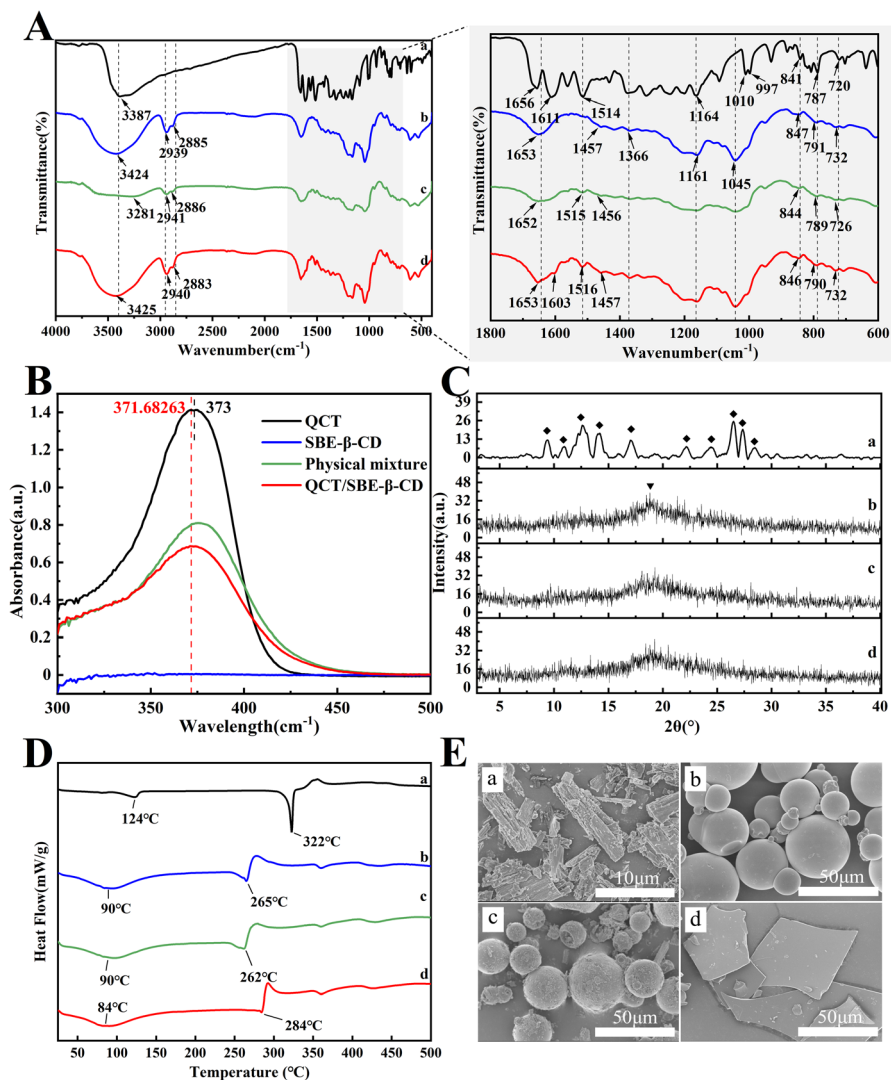 A
a
b
c
d
3387
2939
2885
3424
3281
2941
2886
3425
2940
2883
Transmittance(%)
4000 3500 3000 2500 2000 1500 1000 500
Wavenumber(cm-1)
a
b
c
d
1656
1611
1514
1164
1010
997
841
787
720
1653
1457
1366
1161
1045
847
791
732
1652
1515
1456
844
789
726
1653
1603
1516
1457
846
790
732
Transmittance(%)
1800 1600 1400 1200 1000 800 600
Wavenumber(cm-1)
B
371.68263
373
QCT
SBE-β-CD
Physical mixture
QCT/SBE-β-CD
Absorbance(a.u.)
1.4
1.2
1.0
0.8
0.6
0.4
0.2
0
300 350 400 450 500
Wavelength(cm-1)
C
a
b
c
d
Intensity(a.u.)
39
26
13
0
48
32
16
0
48
32
16
0
48
32
16
0
5 10 15 20 25 30 35 40
2θ(°)
D
a
124℃
322℃
b
90℃
265℃
c
90℃
262℃
d
84℃
284℃
Heat Flow(mW/g)
50 100 150 200 250 300 350 400 450 500
Temperature (℃)
E
a
10μm
b
50μm
c
50μm
d
50μm